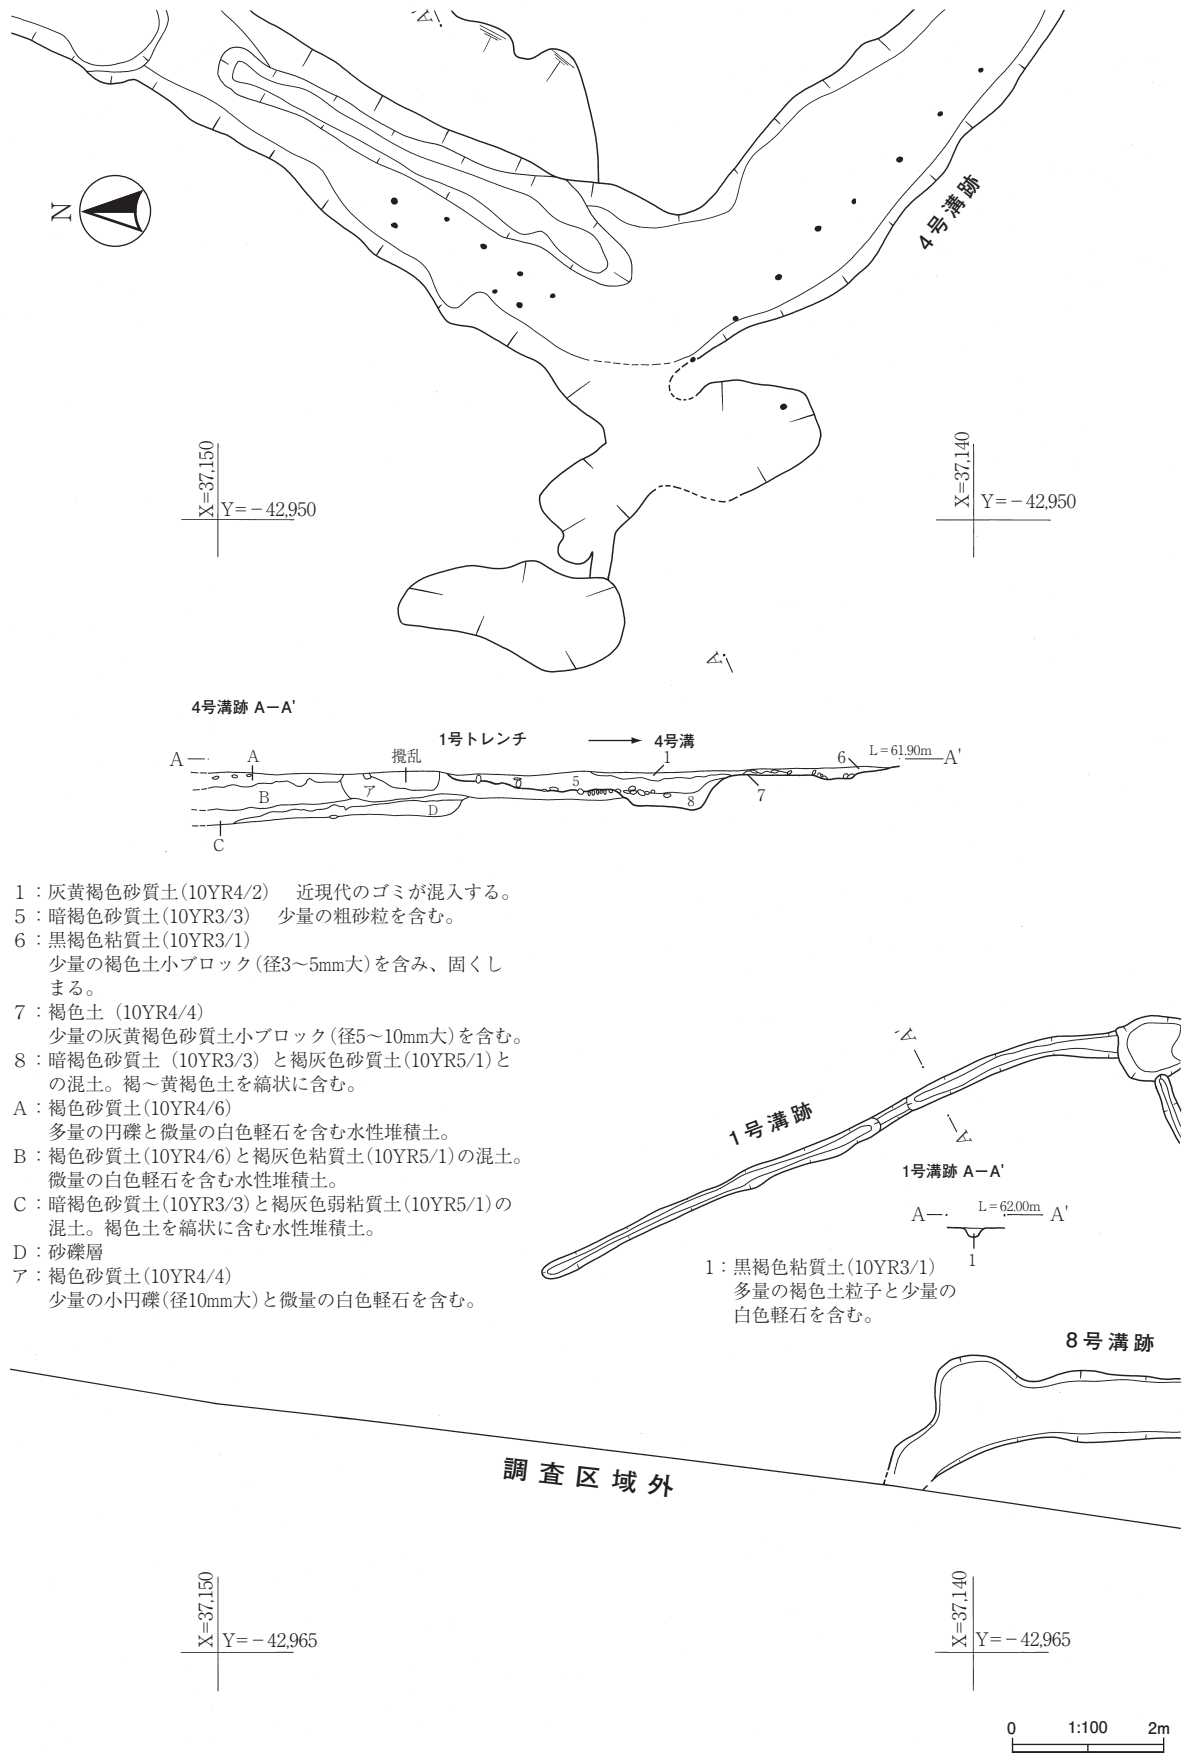 A'
N
4号溝跡
X=37,150
Y=-42,950
X=37,140
Y=-42,950
A
4号溝跡 A-A'
1号トレンチ → 4号溝
A A 攪乱 1 6 L=61.90m A'
B ア 5 8 7
D
C
1：灰黄褐色砂質土(10YR4/2)　近現代のゴミが混入する。
5：暗褐色砂質土(10YR3/3)　少量の粗砂粒を含む。
6：黒褐色粘質土(10YR3/1)
少量の褐色土小ブロック(径3～5mm大)を含み、固くし
まる。
7：褐色土（10YR4/4）
少量の灰黄褐色砂質土小ブロック(径5～10mm大)を含む。
8：暗褐色砂質土（10YR3/3）と褐灰色砂質土(10YR5/1)と
の混土。褐～黄褐色土を縞状に含む。
A：褐色砂質土(10YR4/6)
多量の円礫と微量の白色軽石を含む水性堆積土。
B：褐色砂質土(10YR4/6)と褐灰色粘質土(10YR5/1)の混土。
微量の白色軽石を含む水性堆積土。
C：暗褐色砂質土(10YR3/3)と褐灰色弱粘質土(10YR5/1)の
混土。褐色土を縞状に含む水性堆積土。
D：砂礫層
ア：褐色砂質土(10YR4/4)
少量の小円礫(径10mm大)と微量の白色軽石を含む。
A'
1号溝跡
A
1号溝跡 A-A'
A L=62.00m A'
1
1：黒褐色粘質土(10YR3/1)
多量の褐色土粒子と少量の
白色軽石を含む。
8号溝跡
調査区域外
X=37,150
Y=-42,965
X=37,140
Y=-42,965
0 1:100 2m